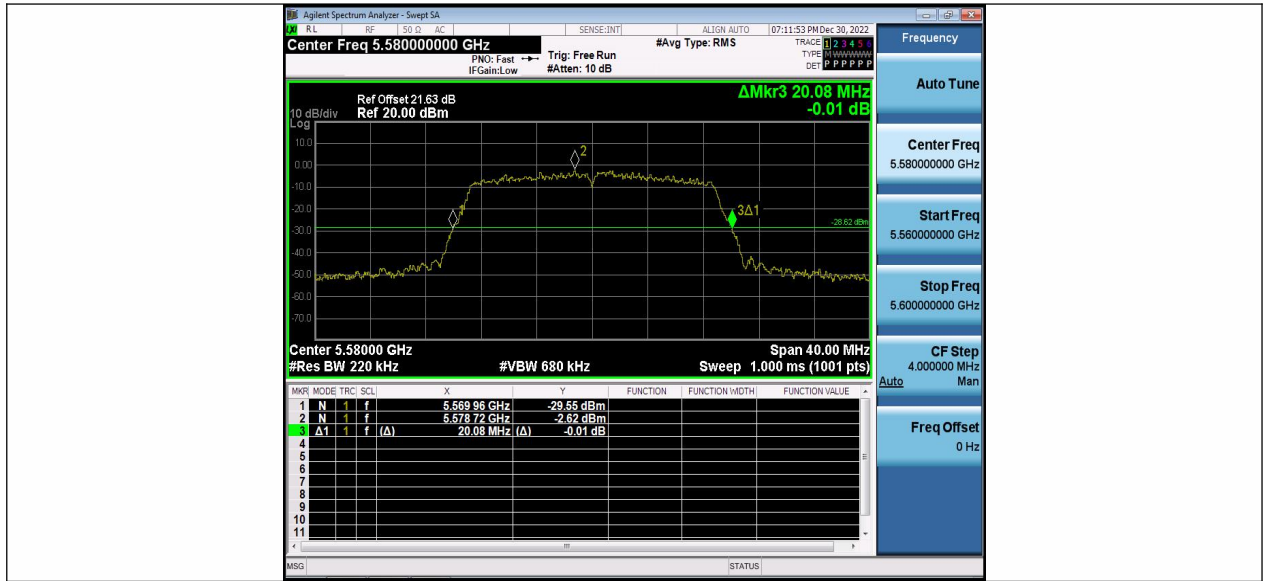 Agilent Spectrum Analyzer - Swept SA
RL RF 50 Ω AC SENSE:INT ALIGN AUTO 07:11:53 PM Dec 30, 2022
Center Freq 5.580000000 GHz #Avg Type: RMS TRACE 1 2 3 4 5 6
PNO: Fast Trig: Free Run TYPE M WWWWW
IFGain:Low #Atten: 10 dB DET P P P P P P
ΔMkr3 20.08 MHz
-0.01 dB
Ref Offset 21.63 dB
10 dB/div Ref 20.00 dBm
Log
10.0
0.00
-10.0
-20.0
-30.0
-40.0
-50.0
-60.0
-70.0
1
2
3Δ1
-28.62 dBm
Center 5.58000 GHz Span 40.00 MHz
#Res BW 220 kHz #VBW 680 kHz Sweep 1.000 ms (1001 pts)
MKR MODE TRC SCL X Y FUNCTION FUNCTION WIDTH FUNCTION VALUE
1 N 1 f 5.569 96 GHz -29.55 dBm
2 N 1 f 5.578 72 GHz -2.62 dBm
3 Δ1 1 f (Δ) 20.08 MHz (Δ) -0.01 dB
4
5
6
7
8
9
10
11
MSG STATUS
Frequency
Auto Tune
Center Freq
5.580000000 GHz
Start Freq
5.560000000 GHz
Stop Freq
5.600000000 GHz
CF Step
4.000000 MHz
Auto Man
Freq Offset
0 Hz